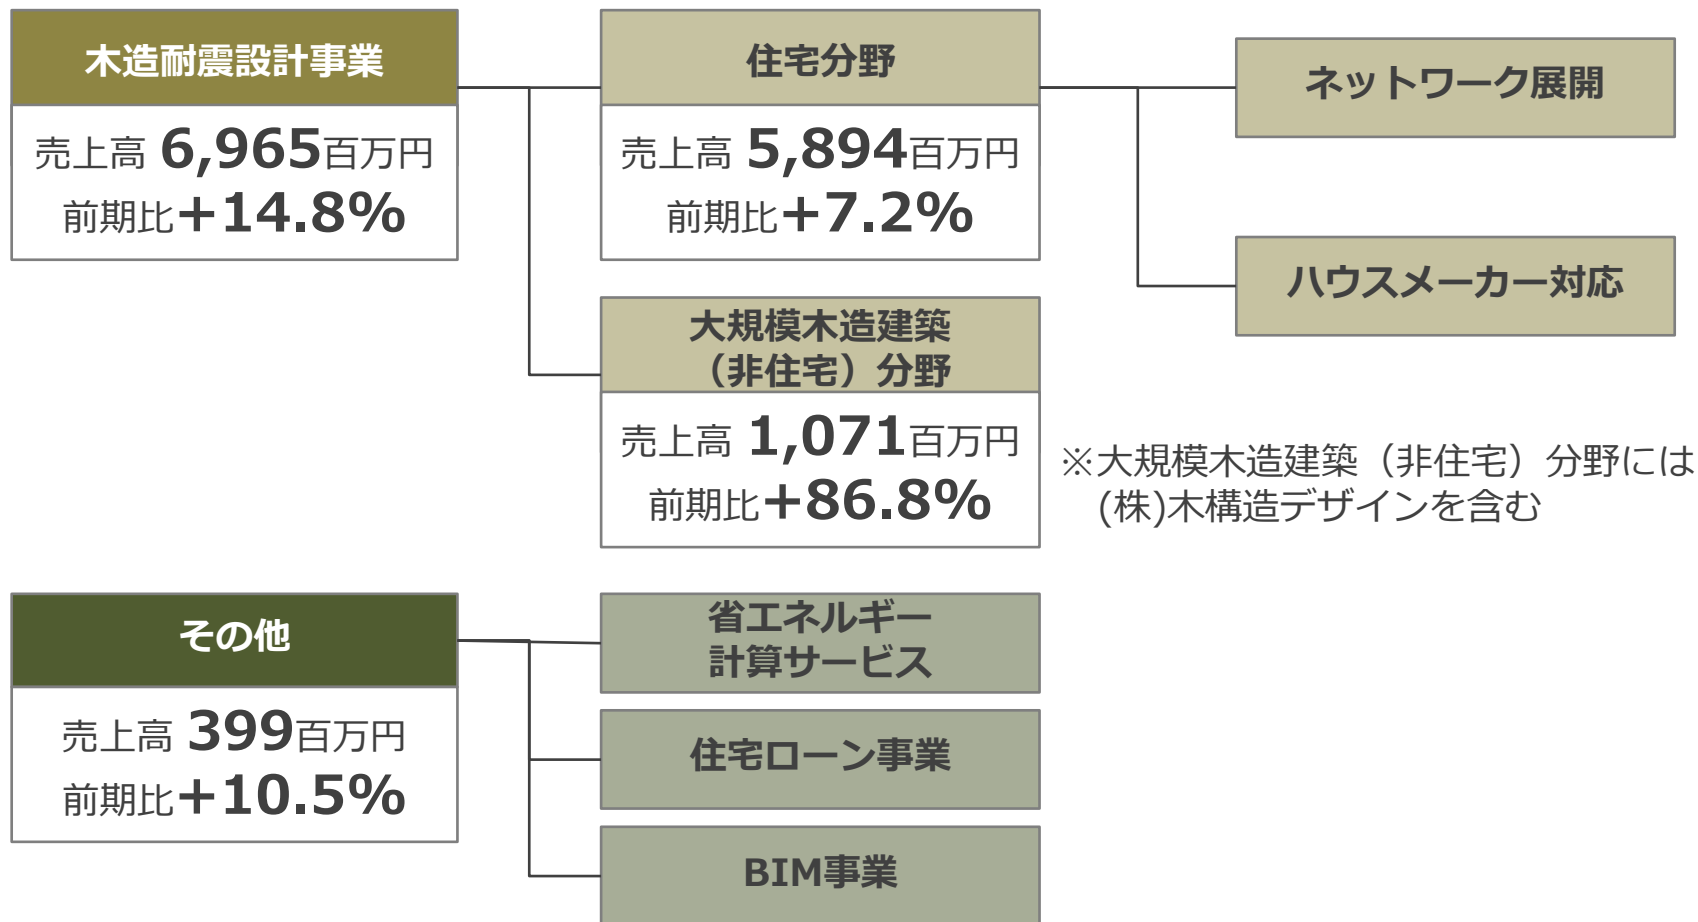 木造耐震設計事業
売上高 6,965百万円
前期比+14.8%
住宅分野
売上高 5,894百万円
前期比+7.2%
ネットワーク展開
ハウスメーカー対応
大規模木造建築
（非住宅）分野
売上高 1,071百万円
前期比+86.8%
※大規模木造建築（非住宅）分野には
(株)木構造デザインを含む
その他
売上高 399百万円
前期比+10.5%
省エネルギー
計算サービス
住宅ローン事業
BIM事業